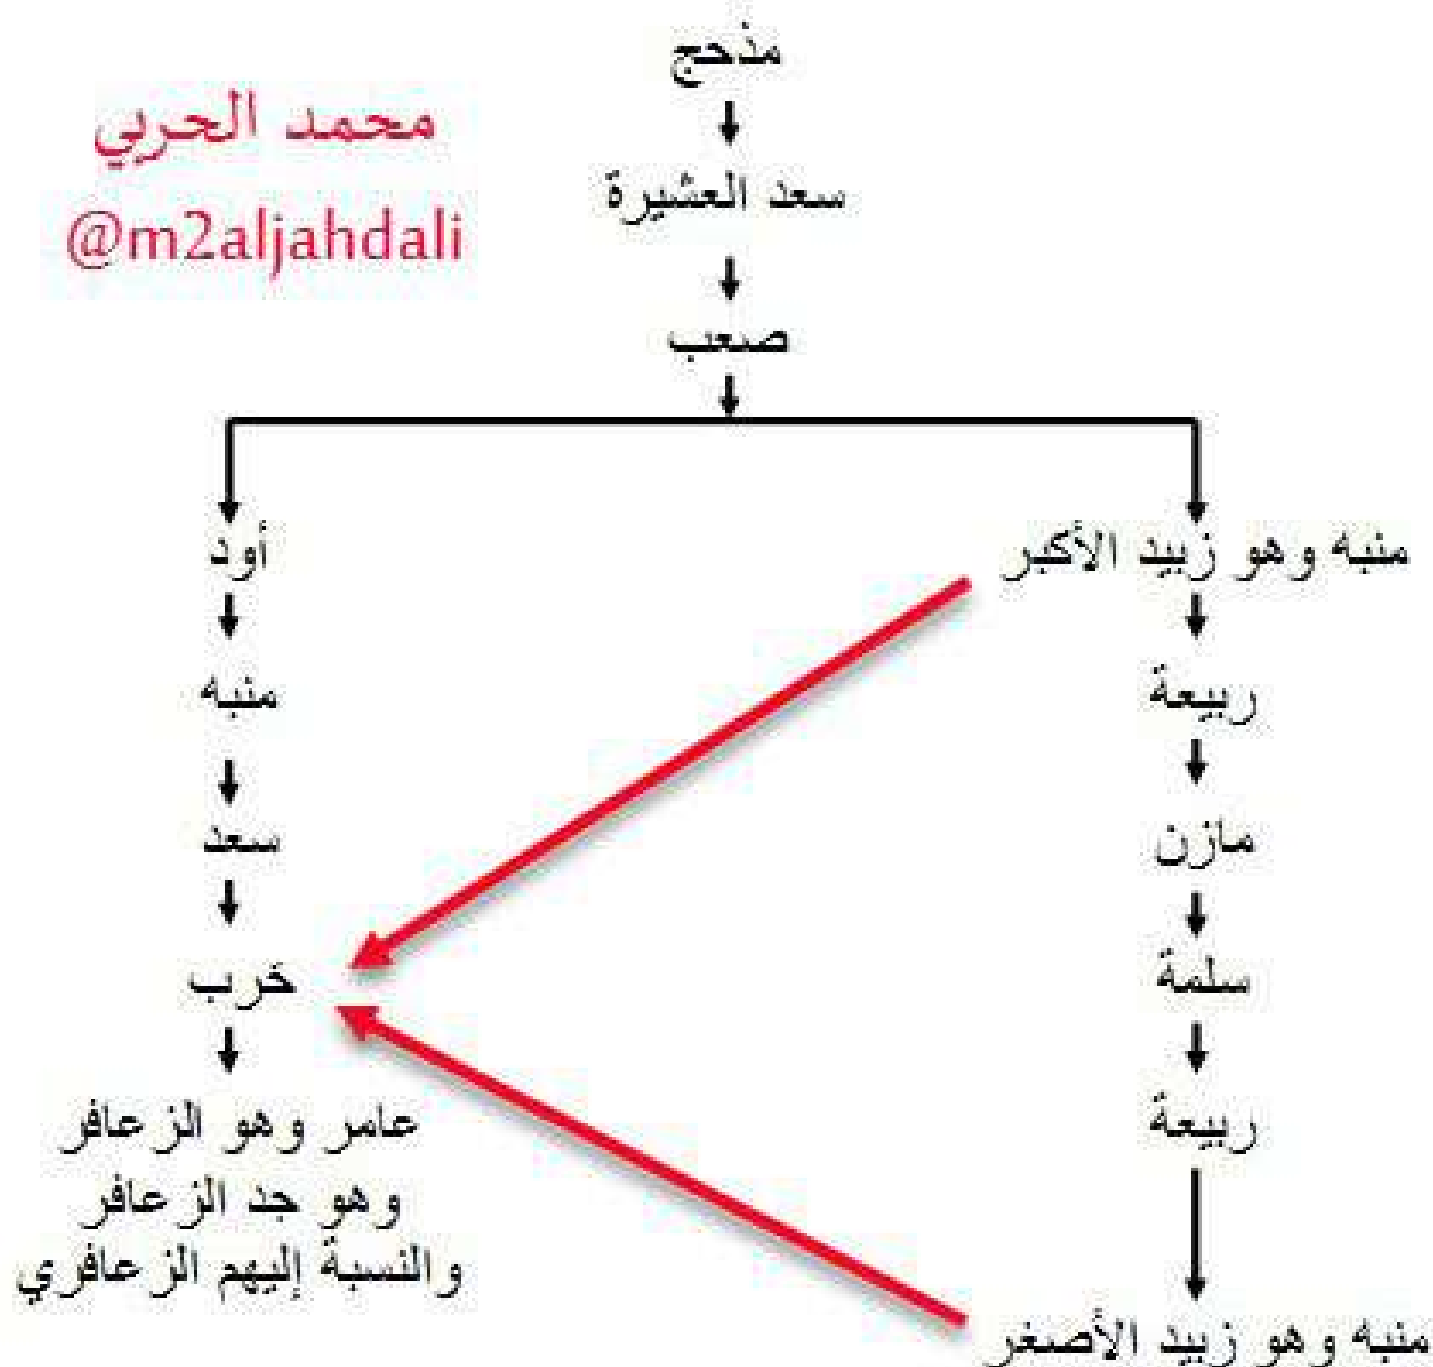 مذحج
محمد الحربي
@m2aljahdali
سعد العشيرة
صعب
منبه وهو زبيد الأكبر
أود
ربيعة
منبه
مازن
سعد
سلمة
خرب
ربيعة
عامر وهو الزعافر
وهو جد الزعافر
والنسبة إليهم الزعافري
منبه وهو زبيد الأصغر